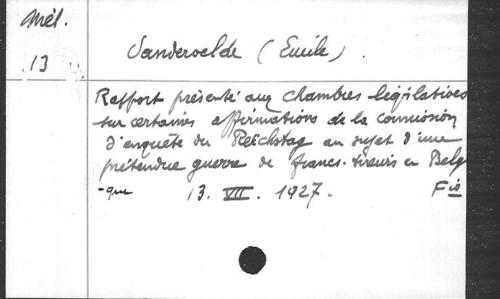 Mél.
13
Vandervelde (Emile).
Rapport présenté aux chambres législatives
sur certaines affirmations de la commission
d'enquête du Reichstag au sujet d'une
prétendue guerre de francs-tireurs en Belg
-que 13. VII. 1927. Fis